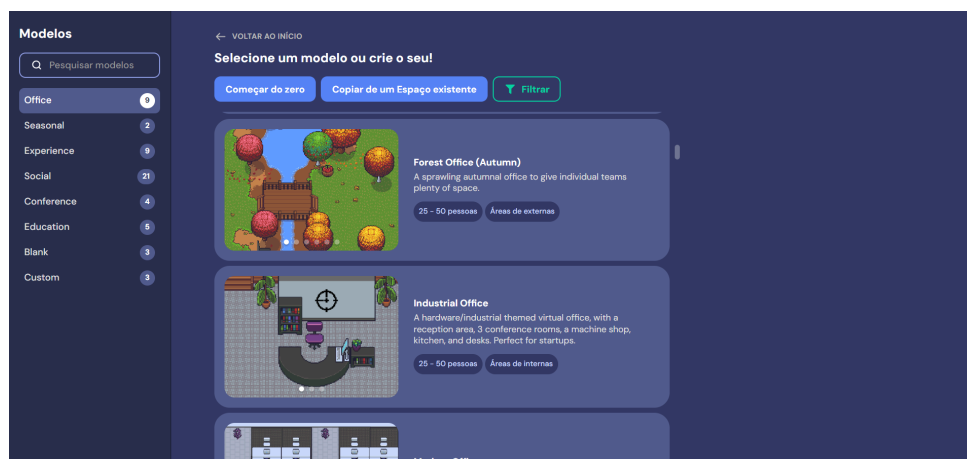 Modelos
Pesquisar modelos
Office 9
Seasonal 2
Experience 9
Social 21
Conference 4
Education 5
Blank 3
Custom 3
← VOLTAR AO INÍCIO
Selecione um modelo ou crie o seu!
Começar do zero
Copiar de um Espaço existente
Filtrar
Forest Office (Autumn)
A sprawling autumnal office to give individual teams
plenty of space.
25 - 50 pessoas
Áreas de externas
Industrial Office
A hardware/industrial themed virtual office, with a
reception area, 3 conference rooms, a machine shop,
kitchen, and desks. Perfect for startups.
25 - 50 pessoas
Áreas de internas